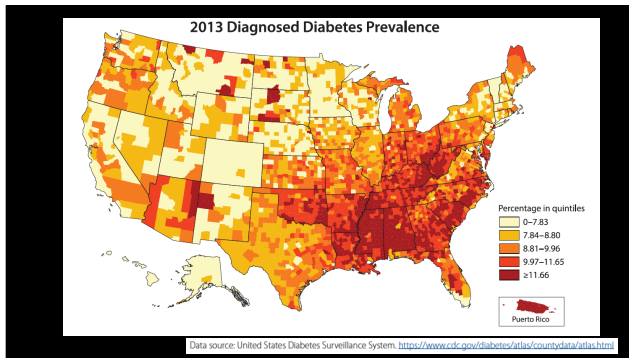 2013 Diagnosed Diabetes Prevalence
Percentage in quintiles
0–7.83
7.84–8.80
8.81–9.96
9.97–11.65
≥11.66
Puerto Rico
Data source: United States Diabetes Surveillance System. https://www.cdc.gov/diabetes/atlas/countydata/atlas.html